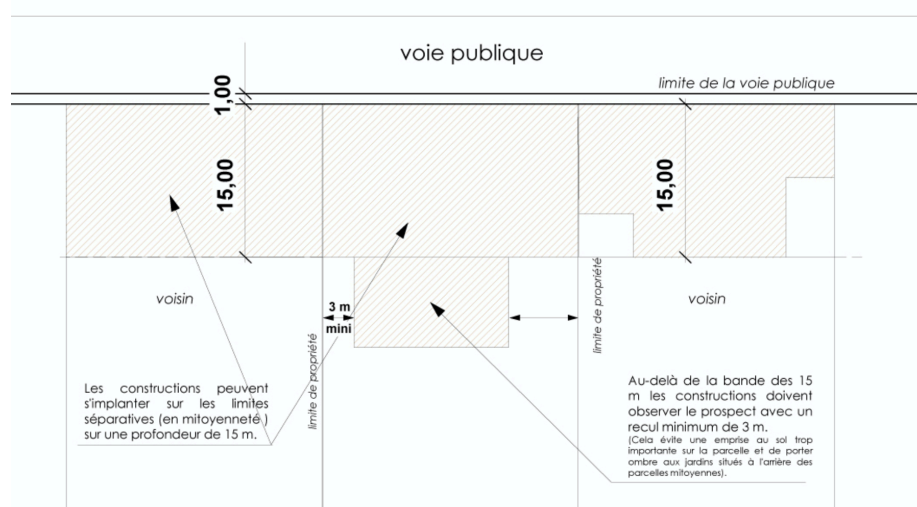 voie publique
limite de la voie publique
1,00
15,00
15,00
voisin
3 m
mini
limite de propriété
limite de propriété
voisin
Les constructions peuvent
s'implanter sur les limites
séparatives (en mitoyenneté )
sur une profondeur de 15 m.
Au-delà de la bande des 15
m les constructions doivent
observer le prospect avec un
recul minimum de 3 m.
(Cela évite une emprise au sol trop
importante sur la parcelle et de porter
ombre aux jardins situés à l'arrière des
parcelles mitoyennes).